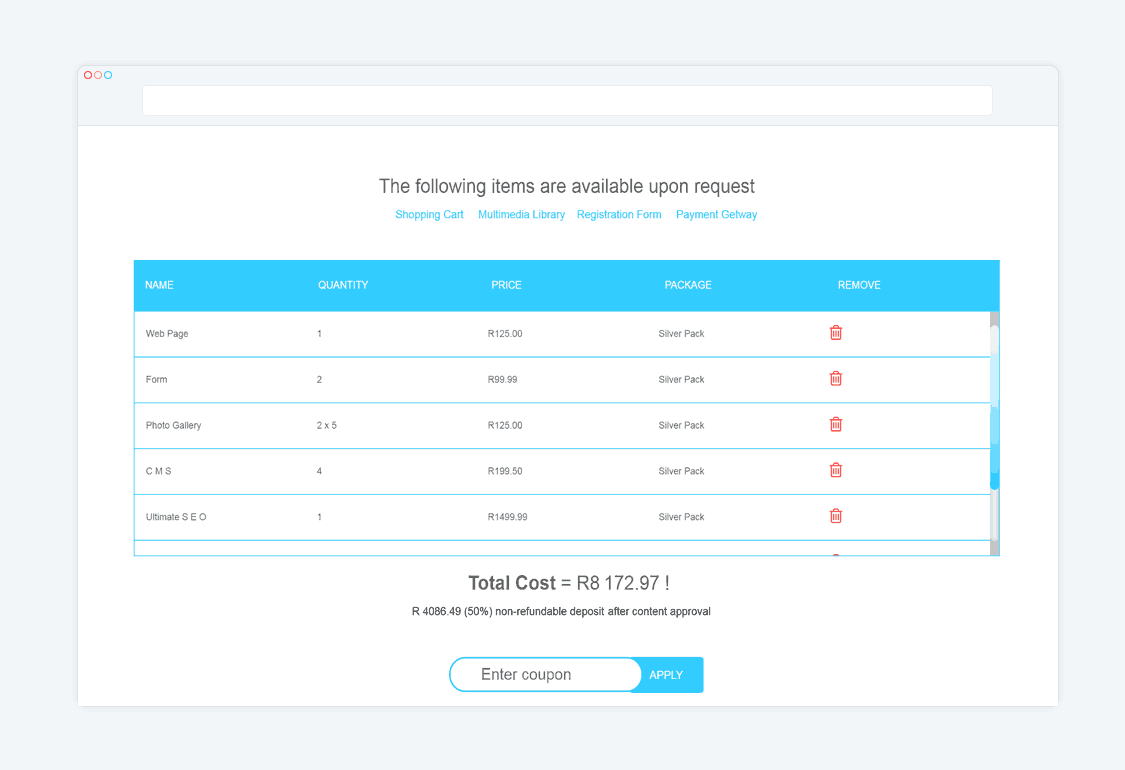 The following items are available upon request
Shopping Cart Multimedia Library Registration Form Payment Getway
NAME QUANTITY PRICE PACKAGE REMOVE
Web Page 1 R125.00 Silver Pack
Form 2 R99.99 Silver Pack
Photo Gallery 2 x 5 R125.00 Silver Pack
C M S 4 R199.50 Silver Pack
Ultimate S E O 1 R1499.99 Silver Pack
Total Cost = R8 172.97 !
R 4086.49 (50%) non-refundable deposit after content approval
Enter coupon APPLY